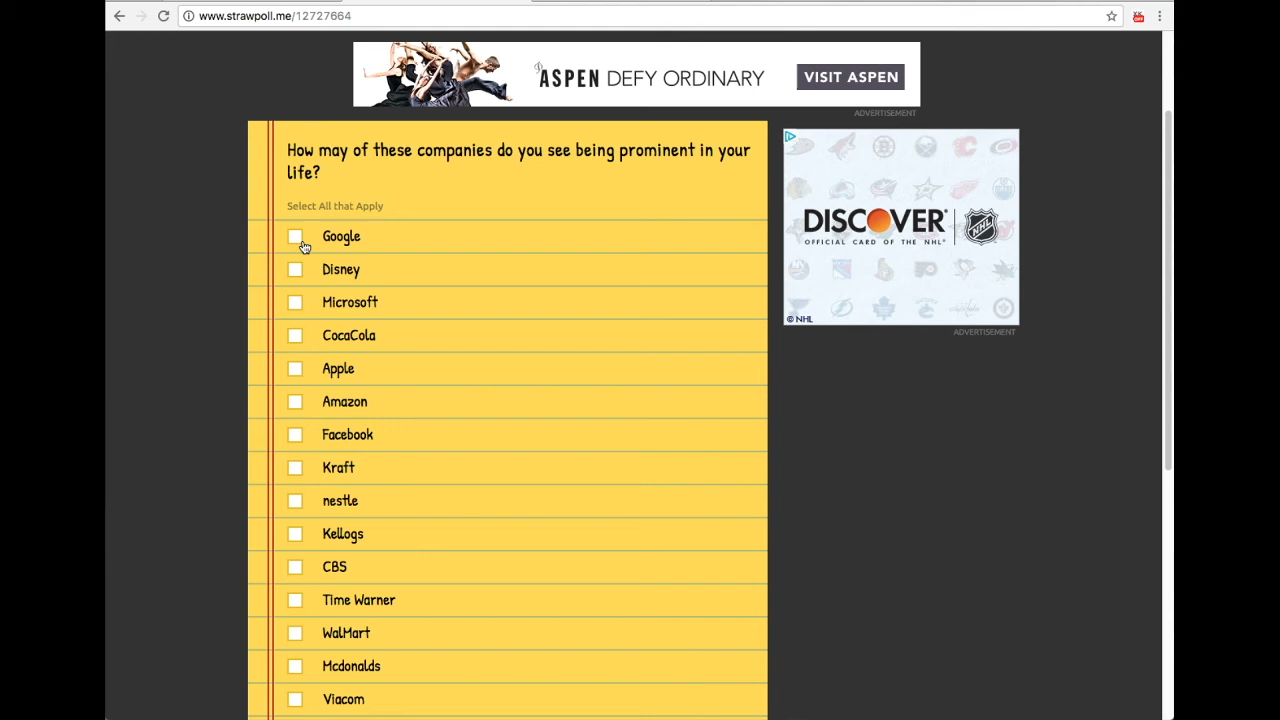 www.strawpoll.me/12727664
ASPEN DEFY ORDINARY VISIT ASPEN
ADVERTISEMENT
How may of these companies do you see being prominent in your
life?
Select All that Apply
Google
Disney
Microsoft
CocaCola
Apple
Amazon
Facebook
Kraft
nestle
Kellogs
CBS
Time Warner
WalMart
Mcdonalds
Viacom
DISCOVER NHL
OFFICIAL CARD OF THE NHL®
© NHL
ADVERTISEMENT